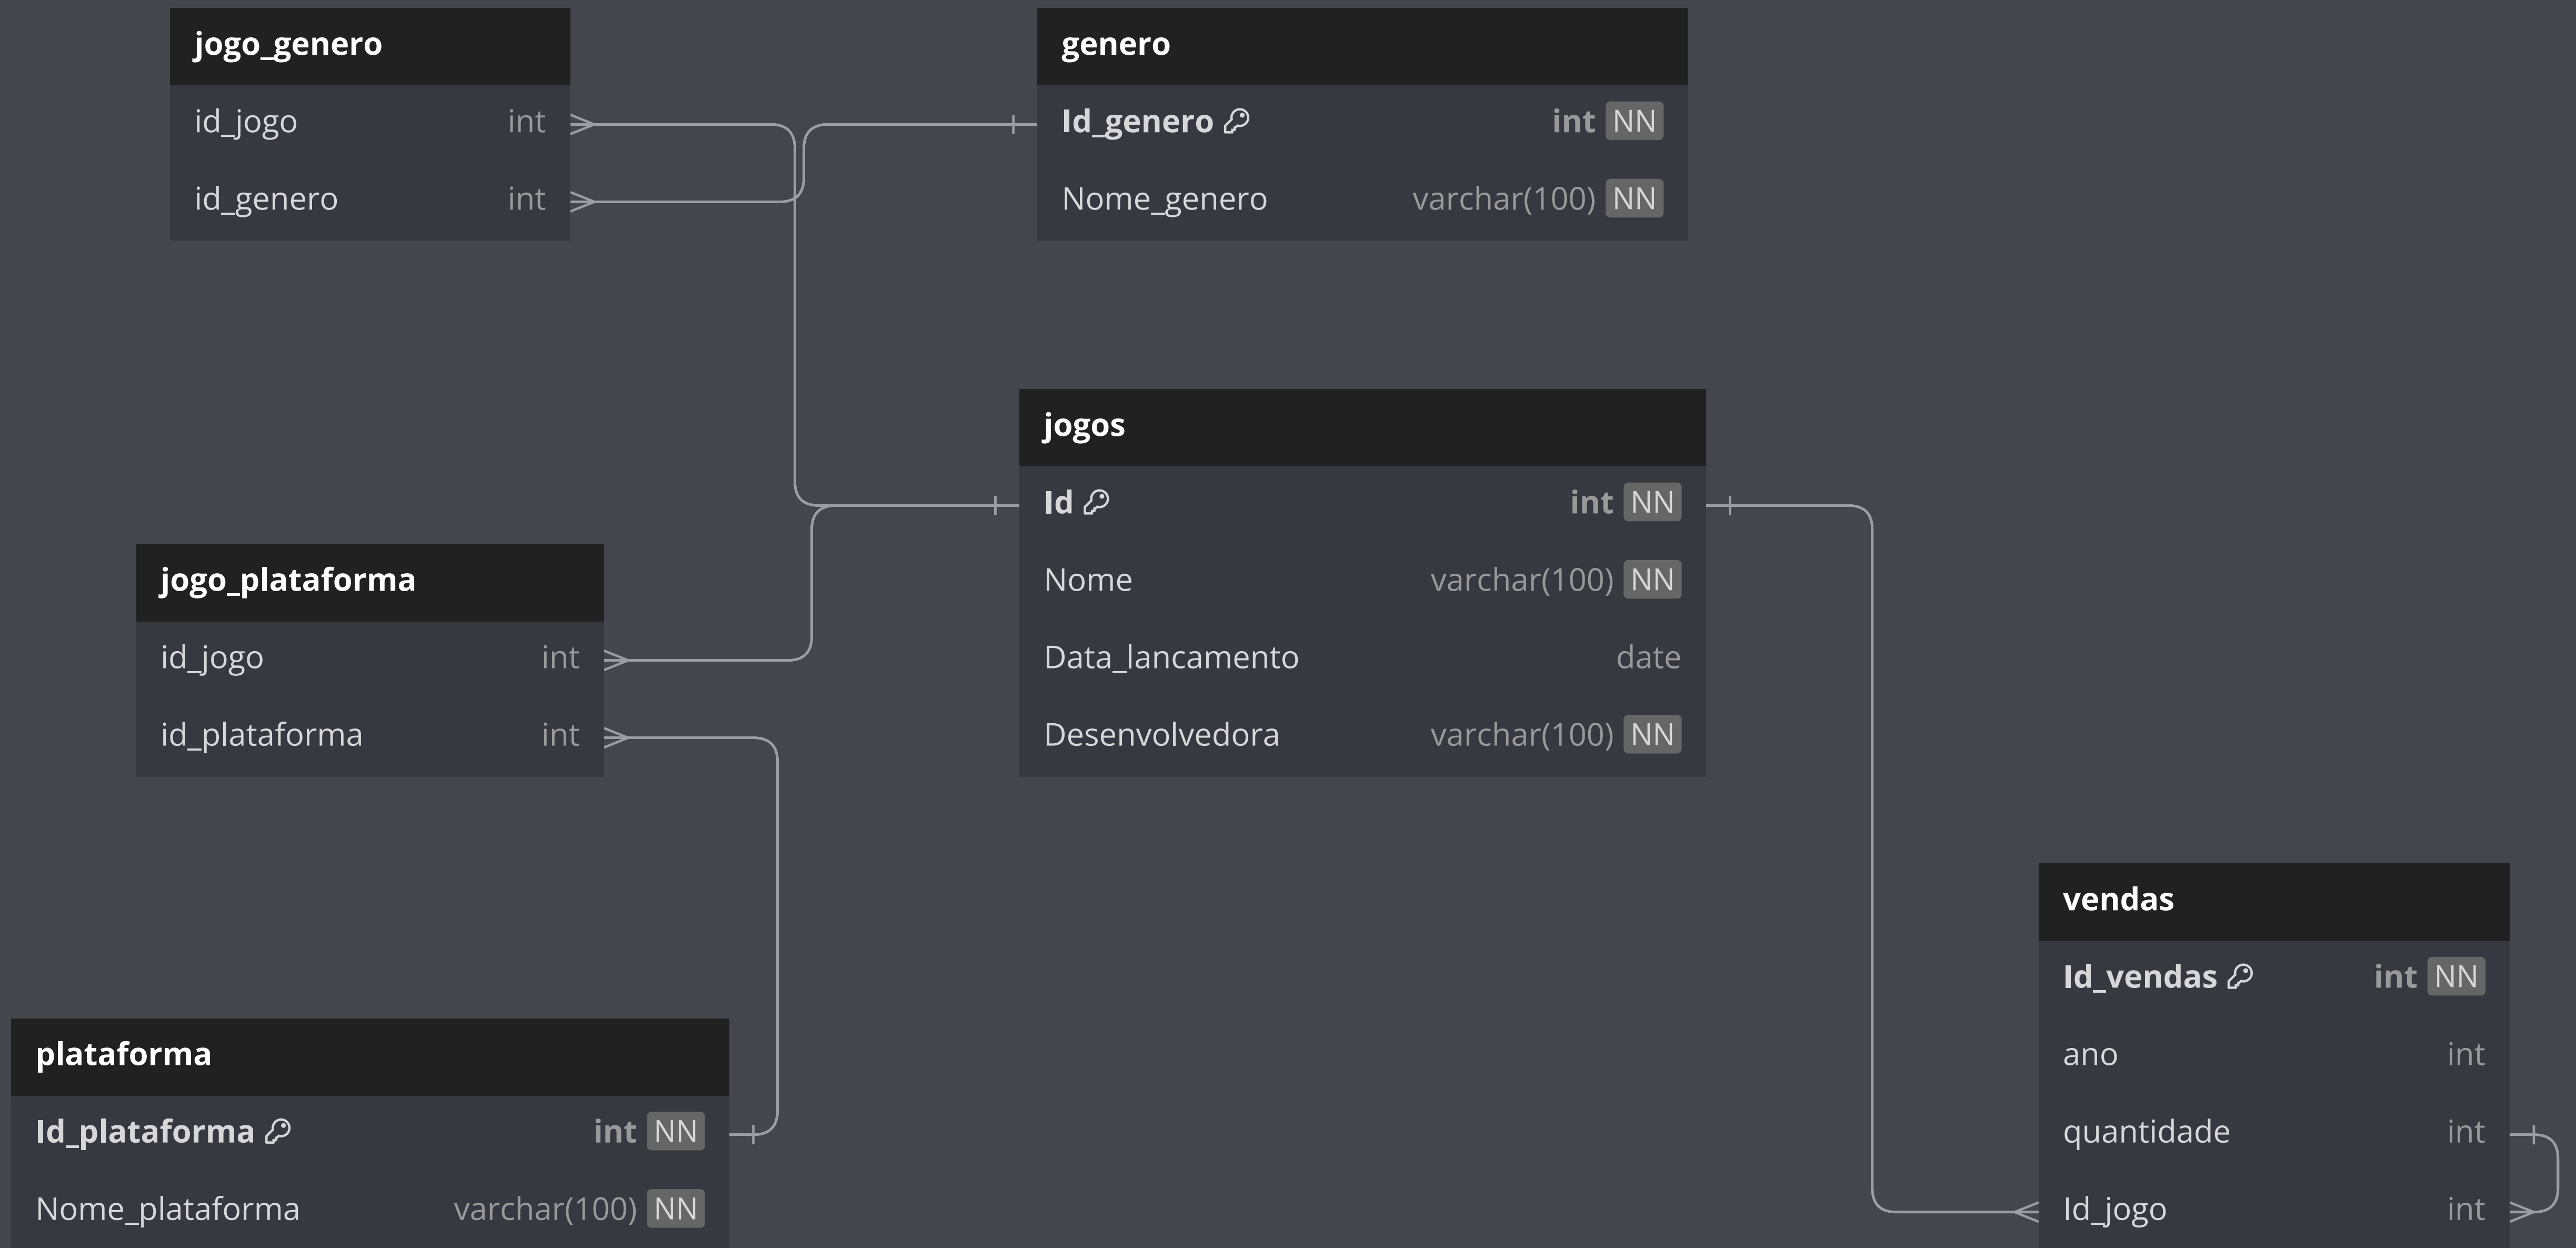 jogo_genero
id_jogo int
id_genero int
genero
Id_genero int NN
Nome_genero varchar(100) NN
jogos
Id int NN
Nome varchar(100) NN
Data_lancamento date
Desenvolvedora varchar(100) NN
jogo_plataforma
id_jogo int
id_plataforma int
plataforma
Id_plataforma int NN
Nome_plataforma varchar(100) NN
vendas
Id_vendas int NN
ano int
quantidade int
Id_jogo int